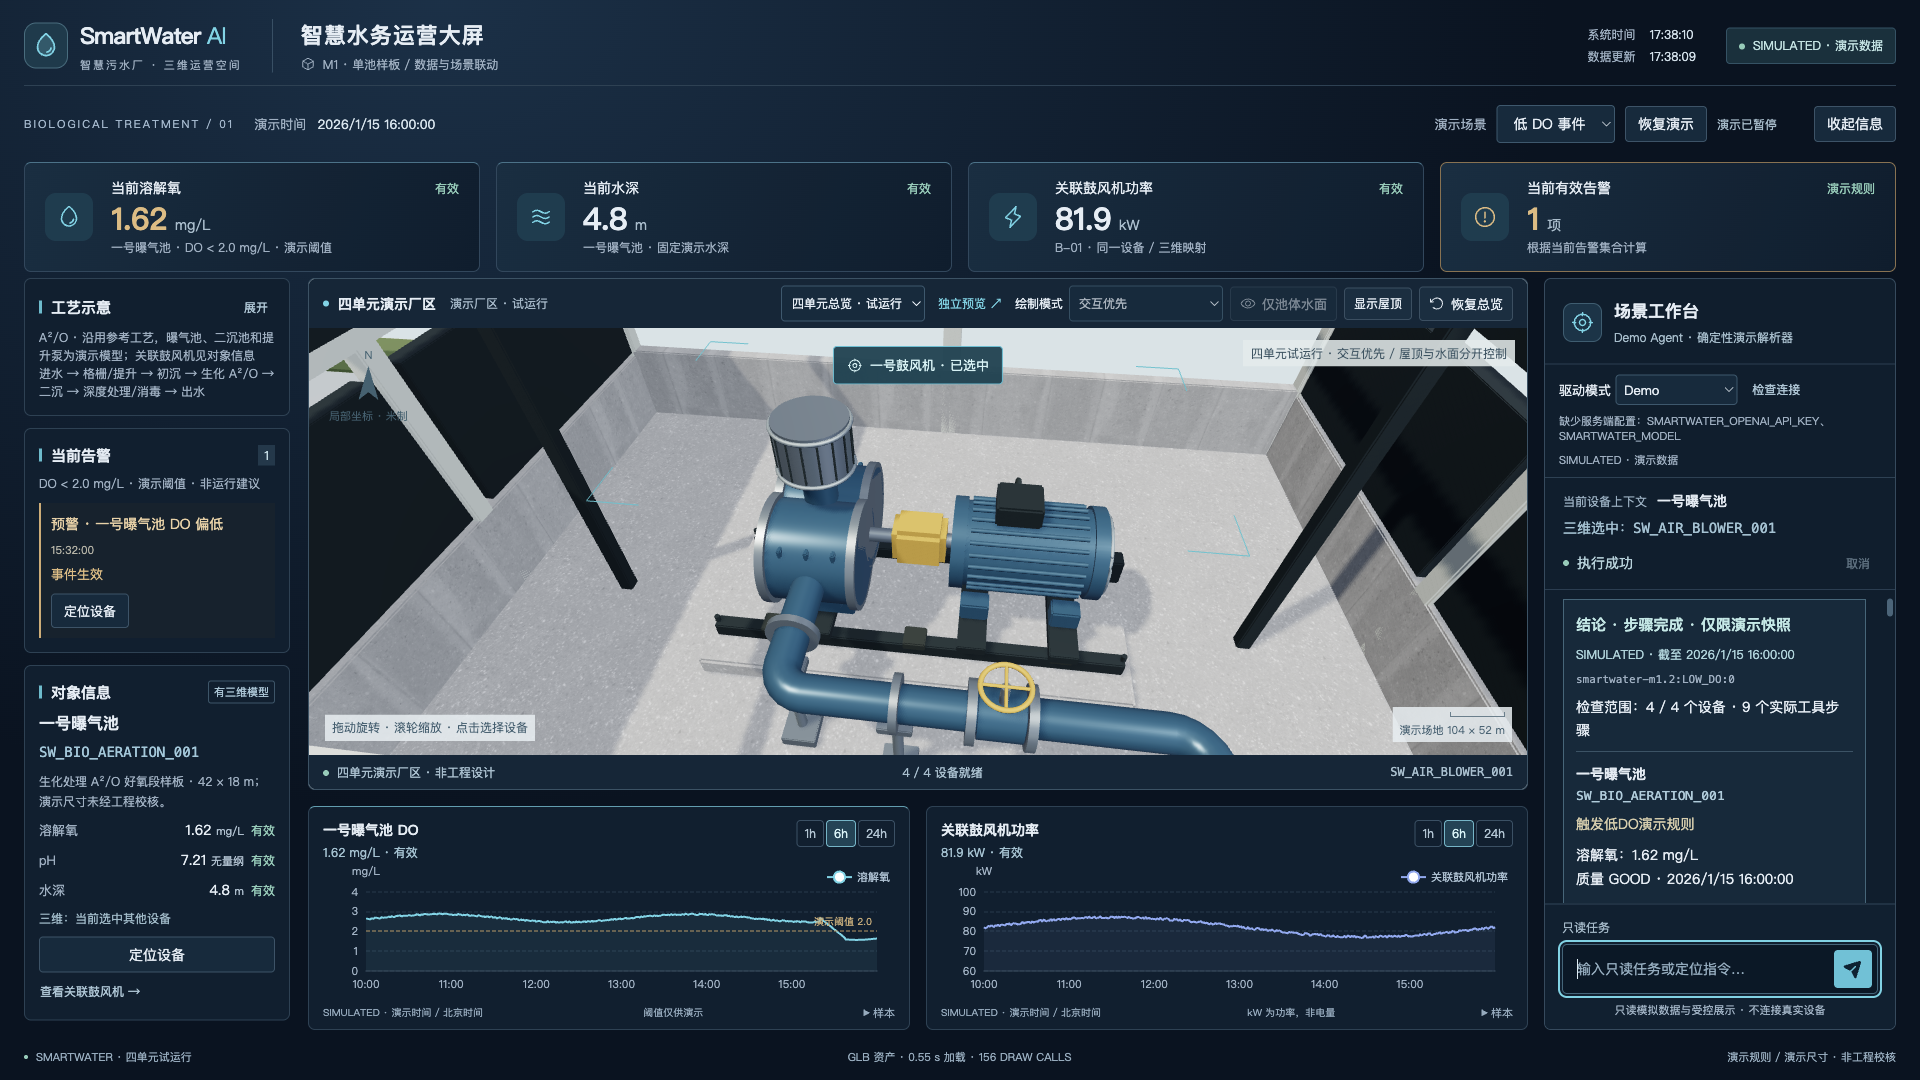 SmartWater AI
智慧污水厂 · 三维运营空间
智慧水务运营大屏
M1 · 单池样板 / 数据与场景联动
系统时间 17:38:10
数据更新 17:38:09
SIMULATED · 演示数据
BIOLOGICAL TREATMENT / 01 演示时间 2026/1/15 16:00:00
演示场景 低 DO 事件 恢复演示 演示已暂停 收起信息
当前溶解氧 有效
1.62 mg/L
一号曝气池 · DO < 2.0 mg/L · 演示阈值
当前水深 有效
4.8 m
一号曝气池 · 固定演示水深
关联鼓风机功率 有效
81.9 kW
B-01 · 同一设备 / 三维映射
当前有效告警 演示规则
1 项
根据当前告警集合计算
工艺示意 展开
A²/O · 沿用参考工艺，曝气池、二沉池和提
升泵为演示模型；关联鼓风机见对象信息
进水 → 格栅/提升 → 初沉 → 生化 A²/O →
二沉 → 深度处理/消毒 → 出水
当前告警 1
DO < 2.0 mg/L · 演示阈值 · 非运行建议
预警 · 一号曝气池 DO 偏低
15:32:00
事件生效
定位设备
对象信息 有三维模型
一号曝气池
SW_BIO_AERATION_001
生化处理 A²/O 好氧段样板 · 42 × 18 m；
演示尺寸未经工程校核。
溶解氧 1.62 mg/L 有效
pH 7.21 无量纲 有效
水深 4.8 m 有效
三维：当前选中其他设备
定位设备
查看关联鼓风机 →
四单元演示厂区 演示厂区 · 试运行
四单元总览 · 试运行 独立预览 ↗ 绘制模式 交互优先 仅池体水面 显示屋顶 恢复总览
N
局部坐标 · 米制
一号鼓风机 · 已选中
四单元试运行 · 交互优先 / 屋顶与水面分开控制
拖动旋转 · 滚轮缩放 · 点击选择设备
演示场地 104 × 52 m
四单元演示厂区 · 非工程设计 4 / 4 设备就绪 SW_AIR_BLOWER_001
一号曝气池 DO 1h 6h 24h
1.62 mg/L · 有效
mg/L 溶解氧
4
3
2
1
0
演示阈值 2.0
10:00 11:00 12:00 13:00 14:00 15:00
SIMULATED · 演示时间 / 北京时间 阈值仅供演示 ▶ 样本
关联鼓风机功率 1h 6h 24h
81.9 kW · 有效
kW 关联鼓风机功率
100
90
80
70
60
10:00 11:00 12:00 13:00 14:00 15:00
SIMULATED · 演示时间 / 北京时间 kW 为功率，非电量 ▶ 样本
场景工作台
Demo Agent · 确定性演示解析器
驱动模式 Demo 检查连接
缺少服务端配置：SMARTWATER_OPENAI_API_KEY、
SMARTWATER_MODEL
SIMULATED · 演示数据
当前设备上下文 一号曝气池
三维选中：SW_AIR_BLOWER_001
执行成功 取消
结论 · 步骤完成 · 仅限演示快照
SIMULATED · 截至 2026/1/15 16:00:00
smartwater-m1.2:LOW_DO:0
检查范围：4 / 4 个设备 · 9 个实际工具步
骤
一号曝气池
SW_BIO_AERATION_001
触发低DO演示规则
溶解氧：1.62 mg/L
质量 GOOD · 2026/1/15 16:00:00
只读任务
输入只读任务或定位指令…
只读模拟数据与受控展示 · 不连接真实设备
SMARTWATER · 四单元试运行
GLB 资产 · 0.55 s 加载 · 156 DRAW CALLS
演示规则 / 演示尺寸 · 非工程校核